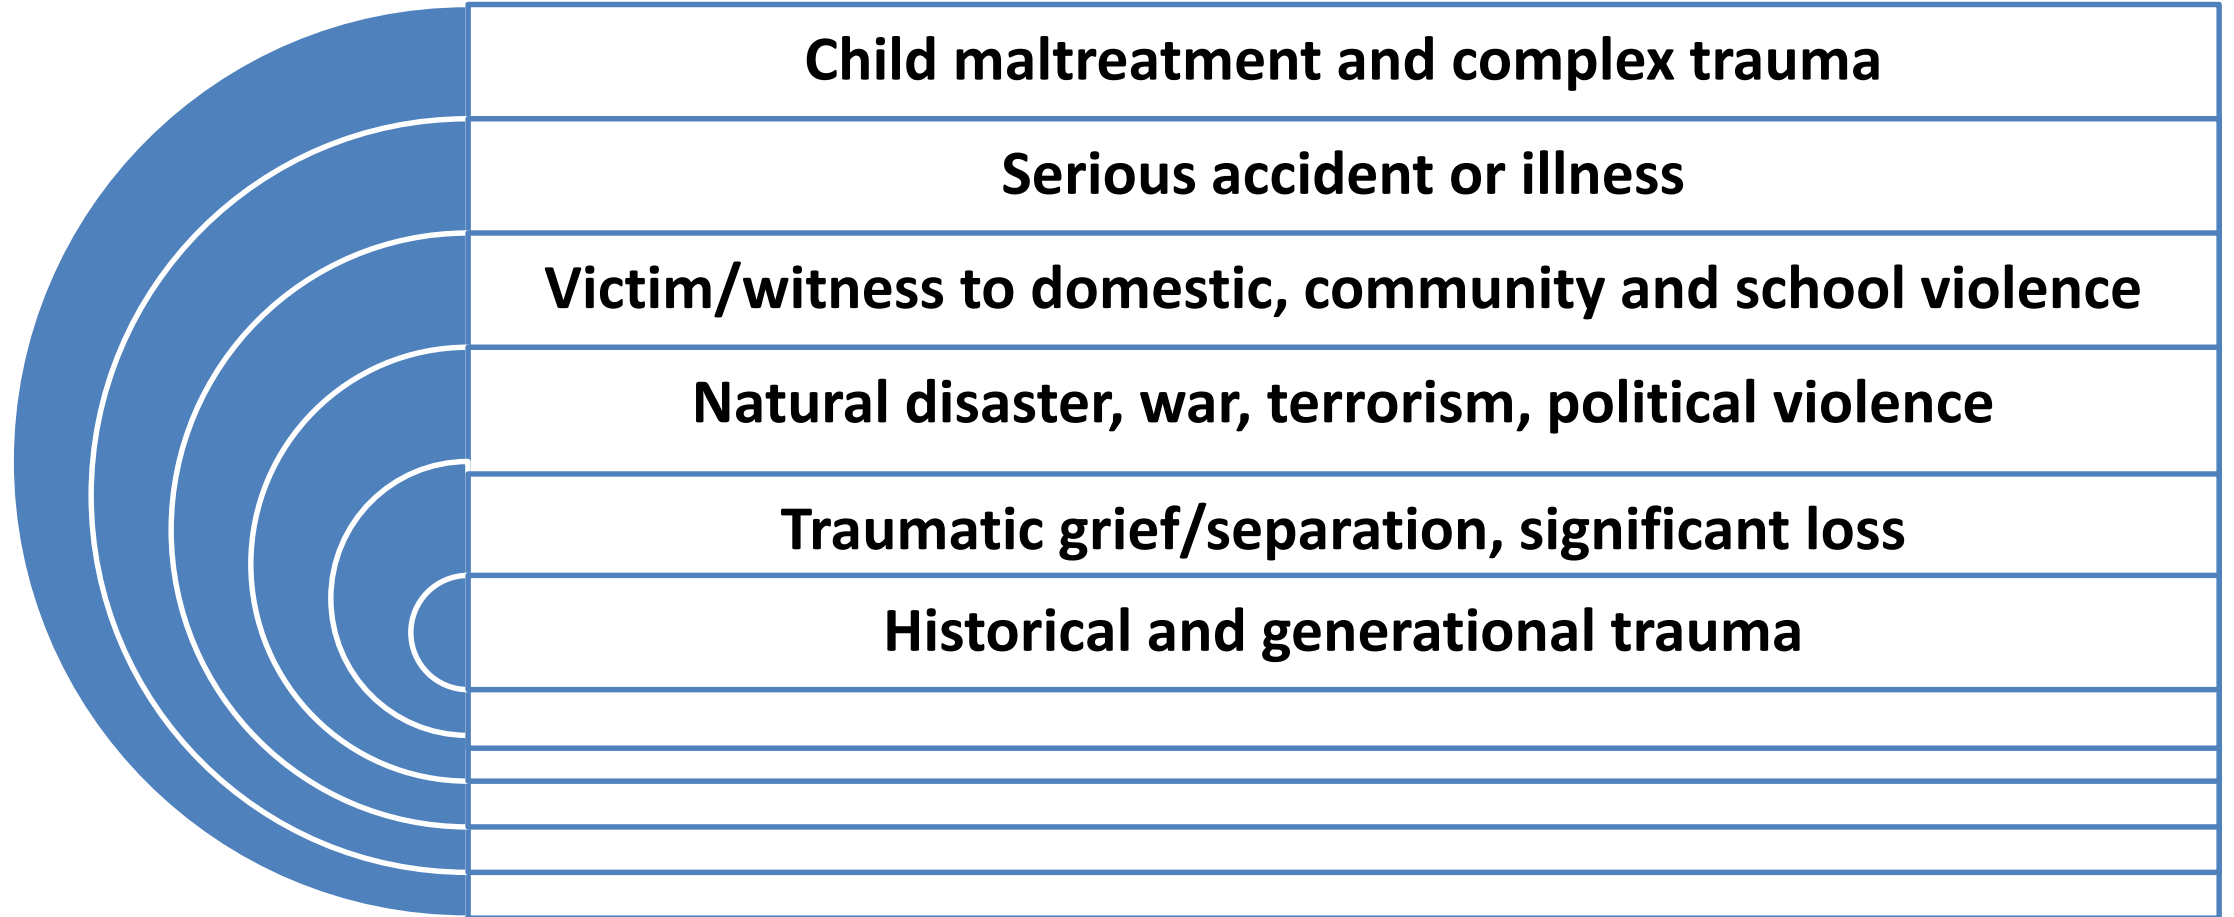 Child maltreatment and complex trauma
Serious accident or illness
Victim/witness to domestic, community and school violence
Natural disaster, war, terrorism, political violence
Traumatic grief/separation, significant loss
Historical and generational trauma